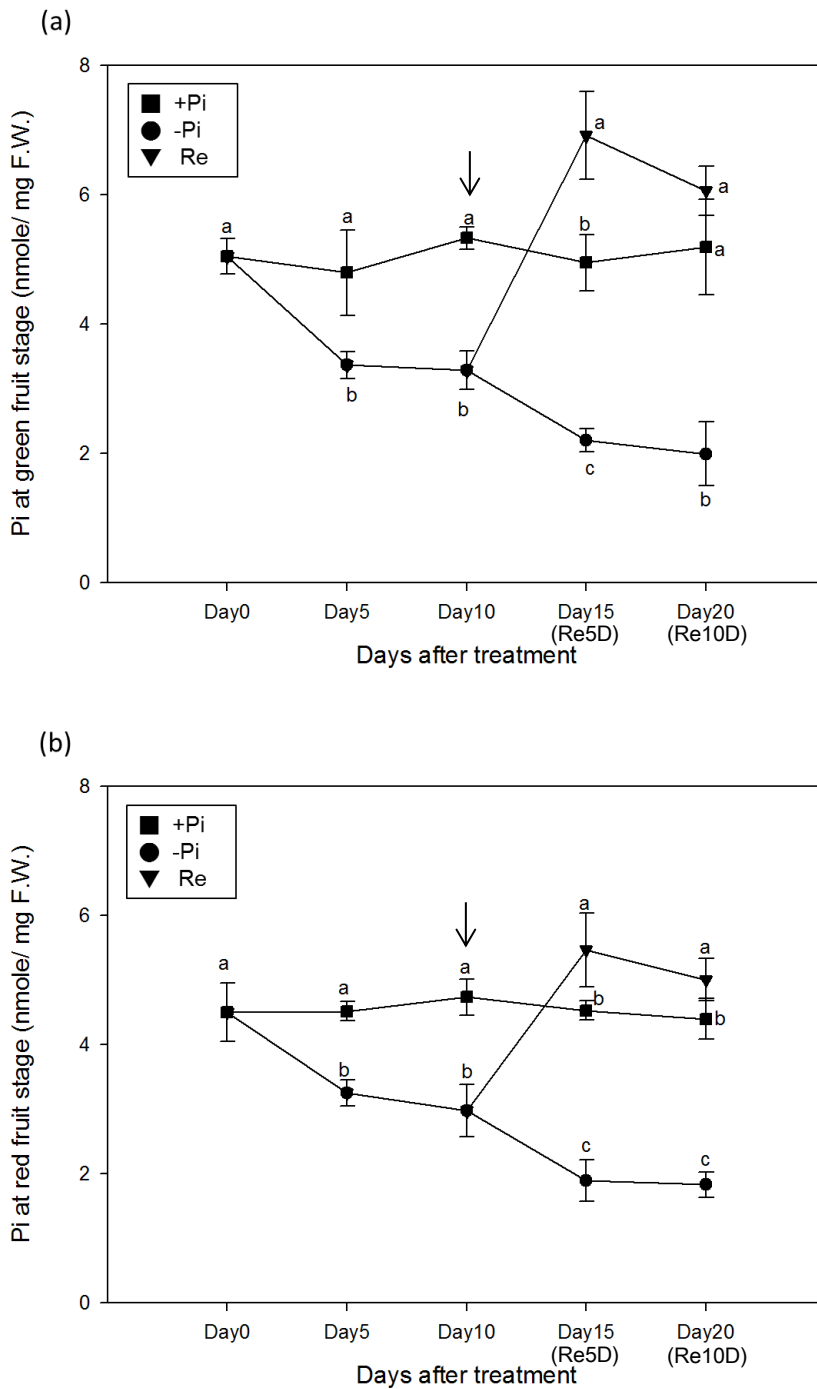 (a)
Pi at green fruit stage (nmole/ mg F.W.)
8
6
4
2
0
+Pi
-Pi
Re
a
a
a
b
b
a
b
c
a
a
b
Day0 Day5 Day10 Day15 Day20
(Re5D) (Re10D)
Days after treatment
(b)
Pi at red fruit stage (nmole/ mg F.W.)
8
6
4
2
0
+Pi
-Pi
Re
a
a
b
a
b
a
b
c
a
b
c
Day0 Day5 Day10 Day15 Day20
(Re5D) (Re10D)
Days after treatment